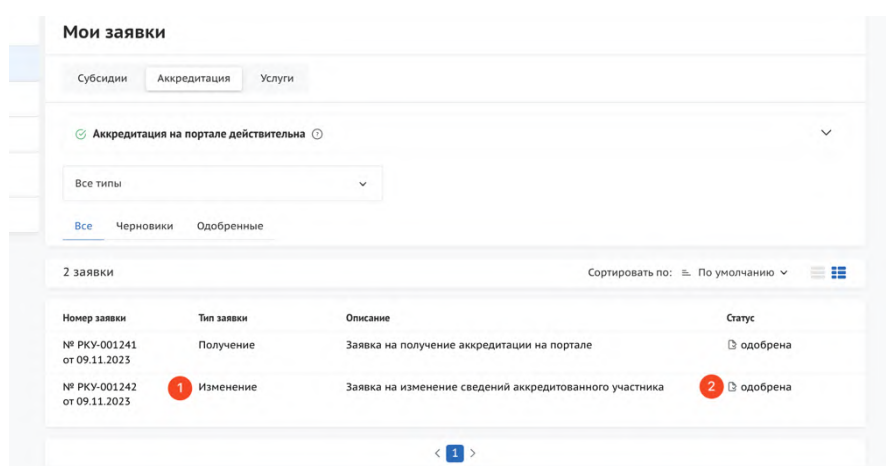 Мои заявки
Субсидии Аккредитация Услуги
Аккредитация на портале действительна
Все типы
Все Черновики Одобренные
2 заявки Сортировать по: По умолчанию
Номер заявки Тип заявки Описание Статус
№ РКУ-001241 Получение Заявка на получение аккредитации на портале одобрена
от 09.11.2023
№ РКУ-001242 1 Изменение Заявка на изменение сведений аккредитованного участника 2 одобрена
от 09.11.2023
< 1 >